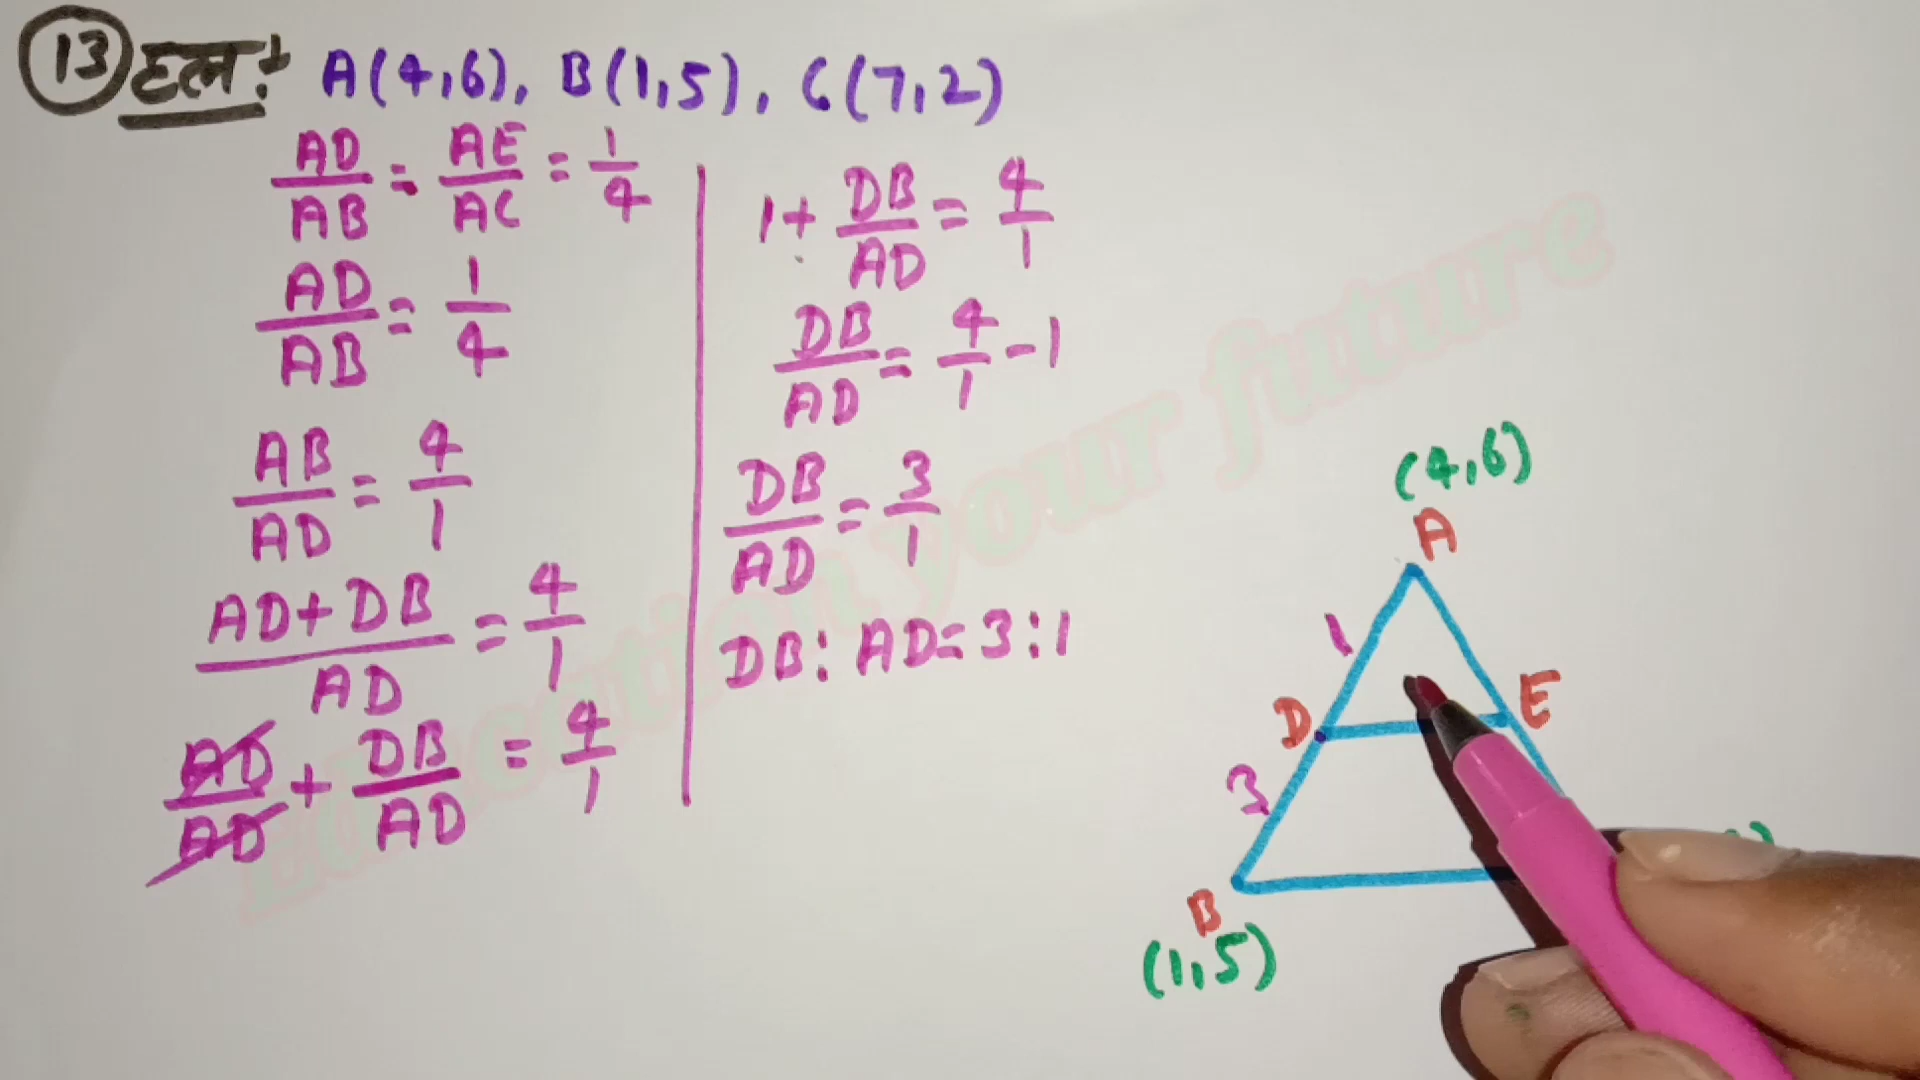 13 हल:
A(4,6), B(1,5), C(7,2)
AD/AB = AE/AC = 1/4
AD/AB = 1/4
AB/AD = 4/1
AD+DB/AD = 4/1
AD/AD + DB/AD = 4/1
1+ DB/AD = 4/1
DB/AD = 4/1 -1
DB/AD = 3/1
DB: AD= 3:1
(4,6)
A
1
D
E
3
B
(1,5)
Education your future